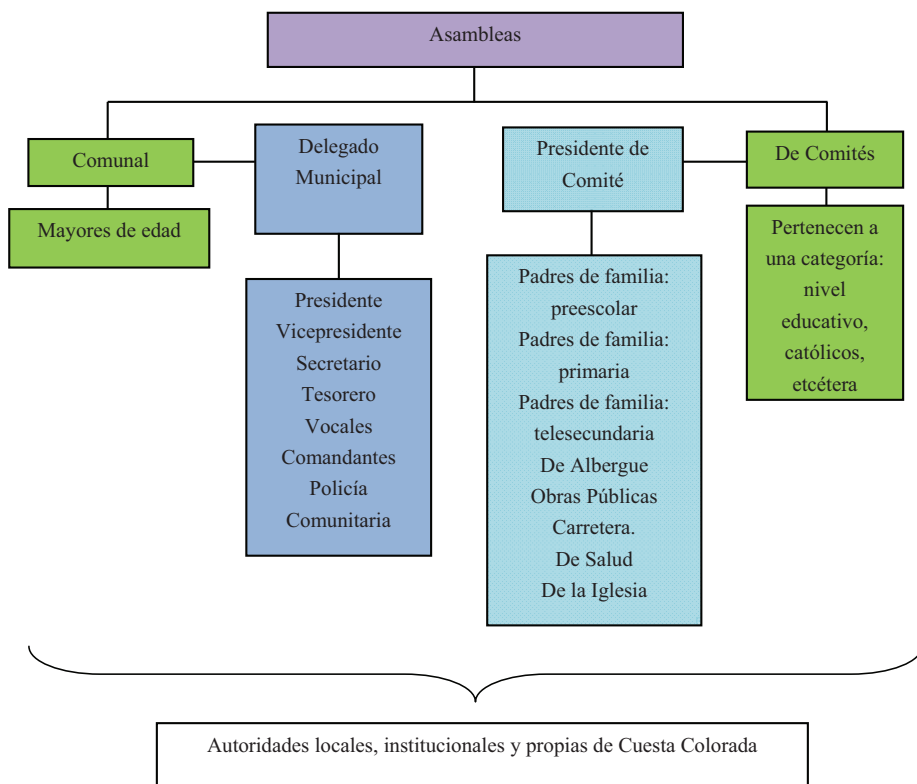 Asambleas
Comunal
Mayores de edad
Delegado
Municipal
Presidente
Vicepresidente
Secretario
Tesorero
Vocales
Comandantes
Policía
Comunitaria
Presidente de
Comité
Padres de familia:
preescolar
Padres de familia:
primaria
Padres de familia:
telesecundaria
De Albergue
Obras Públicas
Carretera.
De Salud
De la Iglesia
De Comités
Pertenecen a
una categoría:
nivel
educativo,
católicos,
etcétera
Autoridades locales, institucionales y propias de Cuesta Colorada